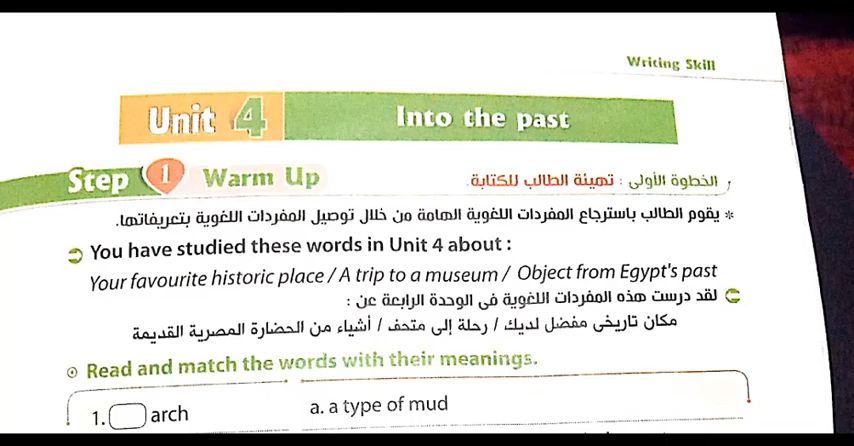 Writing Skill
Unit 4 Into the past
Step 1 Warm Up الخطوة الأولى : تهيئة الطالب للكتابة.
* يقوم الطالب باسترجاع المفردات اللغوية الهامة من خلال توصيل المفردات اللغوية بتعريفاتها.
You have studied these words in Unit 4 about :
Your favourite historic place / A trip to a museum / Object from Egypt's past
لقد درست هذه المفردات اللغوية فى الوحدة الرابعة عن :
مكان تاريخى مفضل لديك / رحلة إلى متحف / أشياء من الحضارة المصرية القديمة
Read and match the words with their meanings.
1. arch a. a type of mud